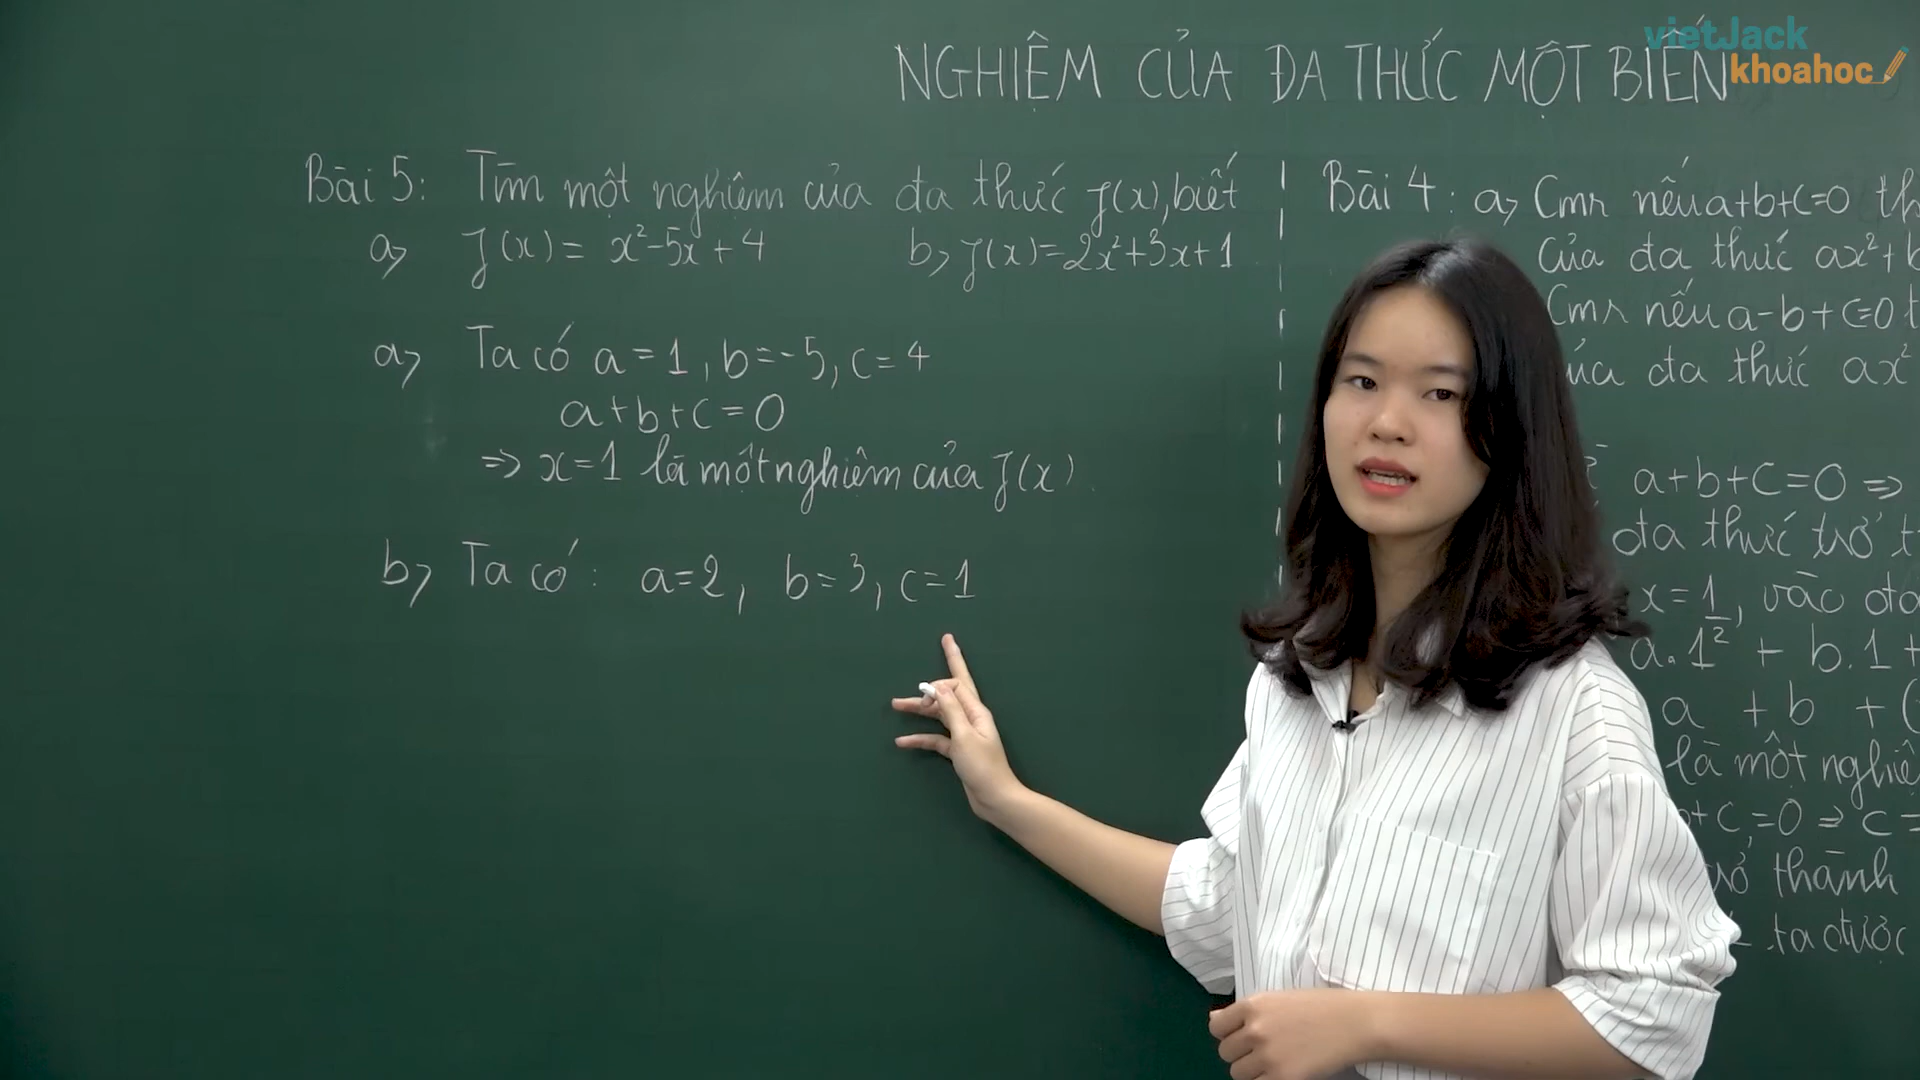 vietJack
khoahoc
NGHIỆM CỦA ĐA THỨC MỘT BIẾN
Bài 5: Tìm một nghiệm của đa thức f(x), biết
a, f(x) = x²-5x+4 b, f(x)=2x²+3x+1
a, Ta có a=1, b=-5, c=4
a+b+c=0
=> x=1 là một nghiệm của f(x)
b, Ta có: a=2, b=3, c=1
Bài 4: a, Cmr nếu a+b+c=0
của đa thức ax²+
Cmr nếu a-b+c=0
của đa thức ax²
a+b+c=0 =>
đa thức trở
x=1, vào
a.1² + b.1 +
a + b +
là một
+c=0 => c=
trở thành
ta được